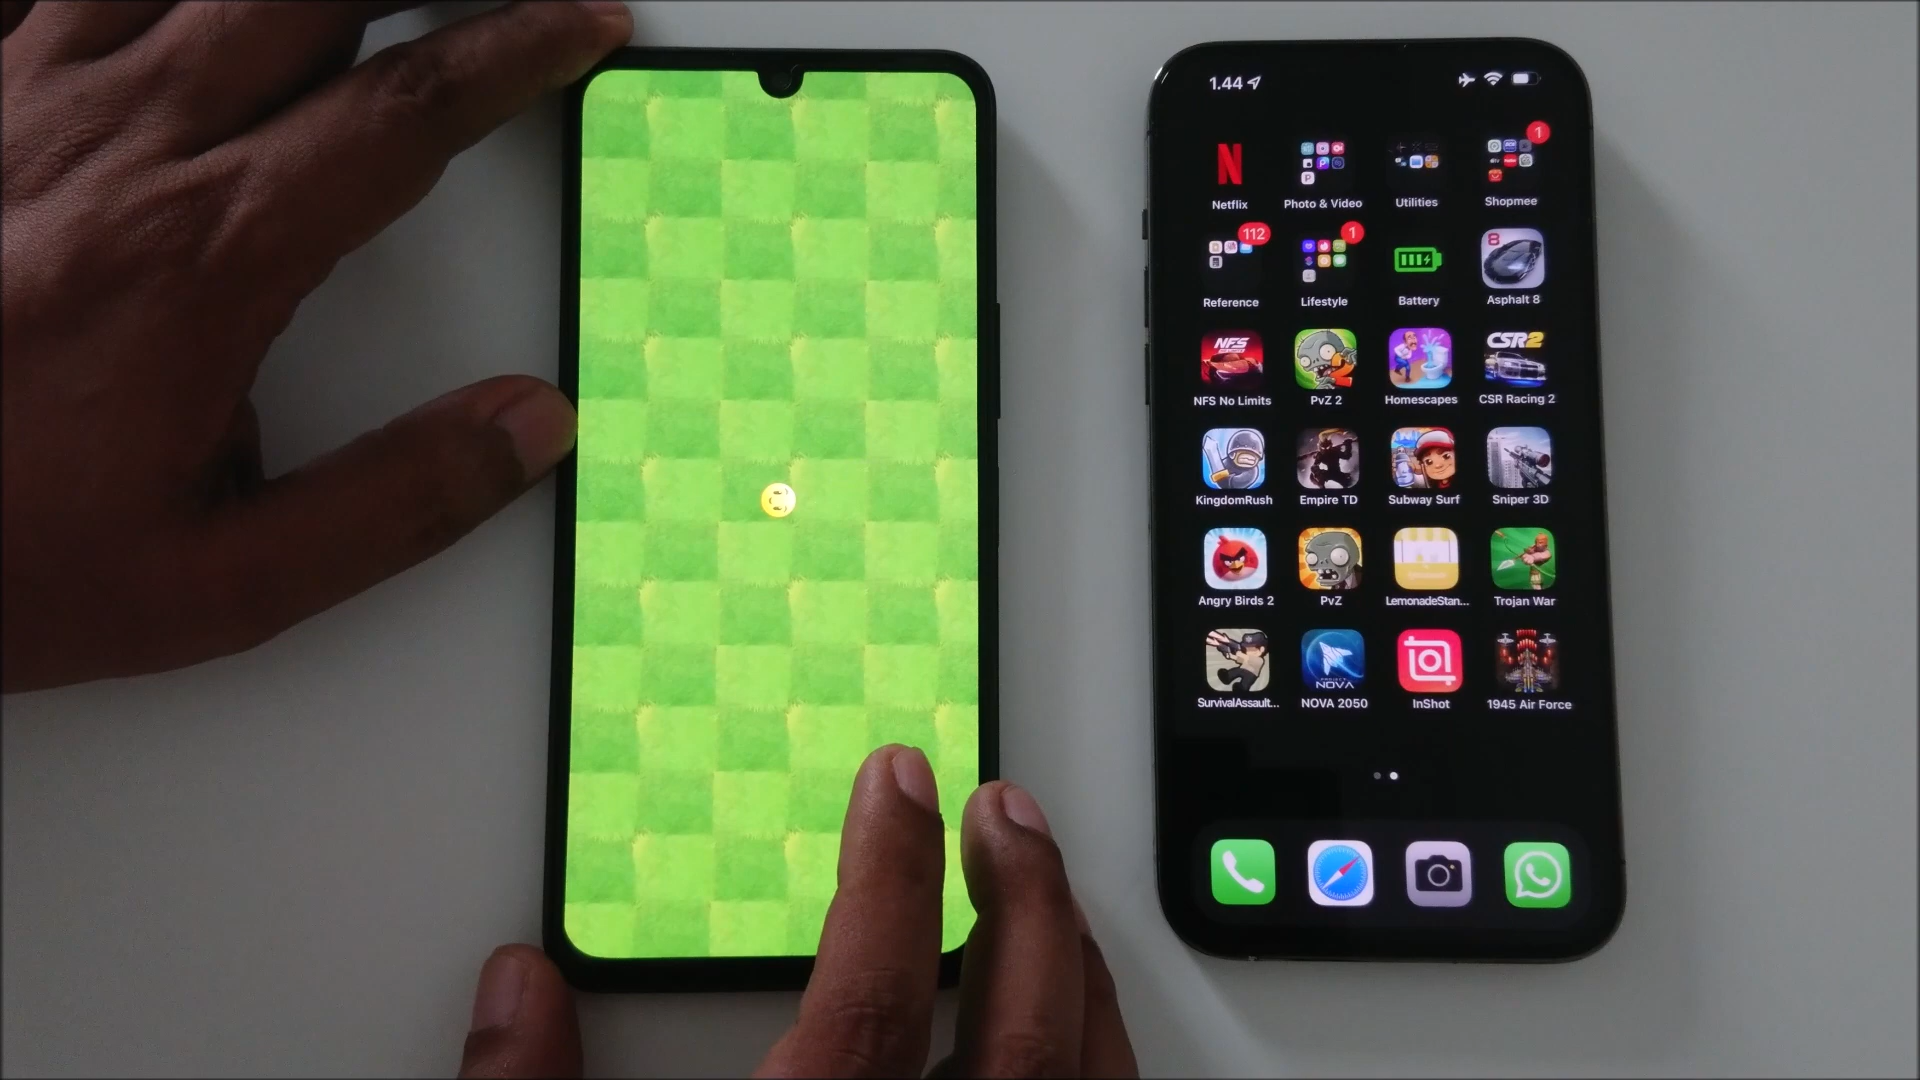 1.44
1
Netflix Photo & Video Utilities Shopmee
112 1 8
Reference Lifestyle Battery Asphalt 8
NFS CSR2
NFS No Limits PvZ 2 Homescapes CSR Racing 2
KingdomRush Empire TD Subway Surf Sniper 3D
Angry Birds 2 PvZ LemonadeStan... Trojan War
NOVA
SurvivalAssault... NOVA 2050 InShot 1945 Air Force